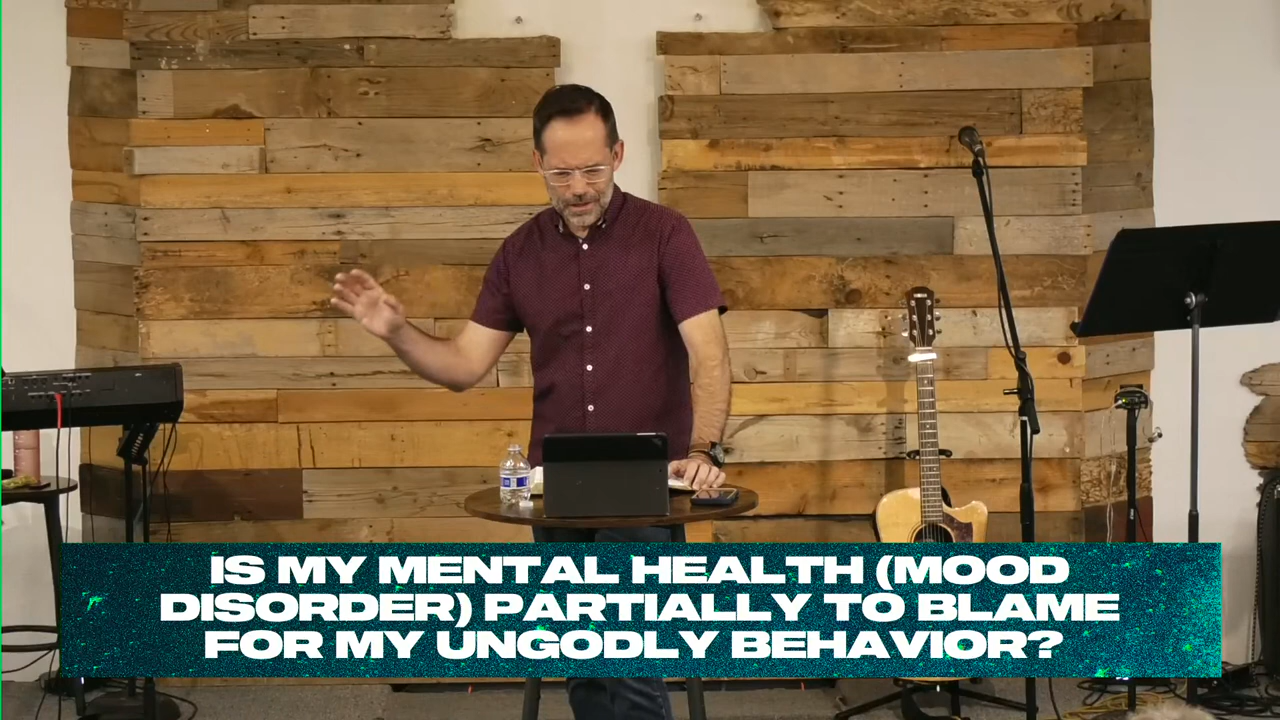 IS MY MENTAL HEALTH (MOOD
DISORDER) PARTIALLY TO BLAME
FOR MY UNGODLY BEHAVIOR?